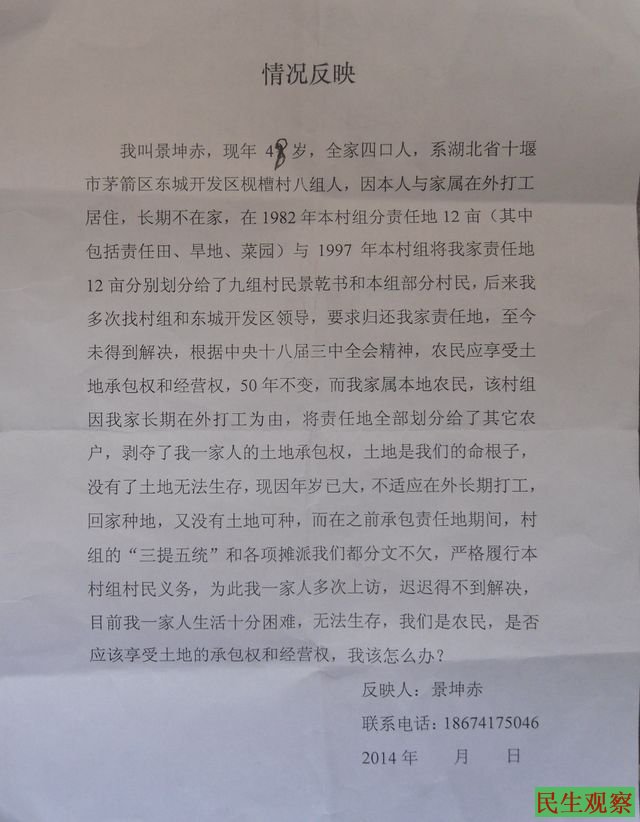 情况反映
我叫景坤赤，现年 48岁，全家四口人，系湖北省十堰
市茅箭区东城开发区枧槽村八组人，因本人与家属在外打工
居住，长期不在家，在 1982 年本村组分责任地 12 亩（其中
包括责任田、旱地、菜园）与 1997 年本村组将我家责任地
12 亩分别划分给了九组村民景乾书和本组部分村民，后来我
多次找村组和东城开发区领导，要求归还我家责任地，至今
未得到解决，根据中央十八届三中全会精神，农民应享受土
地承包权和经营权，50 年不变，而我家属本地农民，该村组
因我家长期在外打工为由，将责任地全部划分给了其它农
户，剥夺了我一家人的土地承包权，土地是我们的命根子，
没有了土地无法生存，现因年岁已大，不适应在外长期打工，
回家种地，又没有土地可种，而在之前承包责任地期间，村
组的“三提五统”和各项摊派我们都分文不欠，严格履行本
村组村民义务，为此我一家人多次上访，迟迟得不到解决，
目前我一家人生活十分困难，无法生存，我们是农民，是否
应该享受土地的承包权和经营权，我该怎么办？
反映人：景坤赤
联系电话：18674175046
2014 年 月 日
民生观察